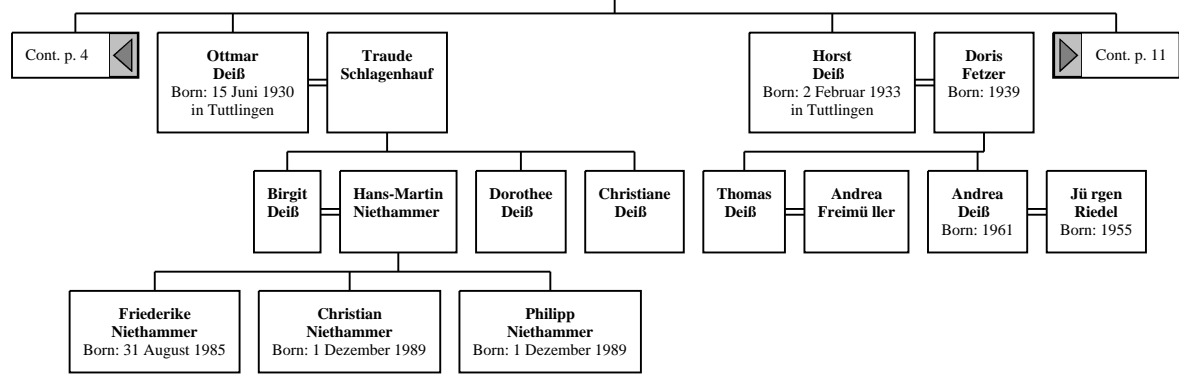 Cont. p. 4
Ottmar
Deiß
Born: 15 Juni 1930
in Tuttlingen
Traude
Schlagenhauf
Horst
Deiß
Born: 2 Februar 1933
in Tuttlingen
Doris
Fetzer
Born: 1939
Cont. p. 11
Birgit
Deiß
Hans-Martin
Niethammer
Dorothee
Deiß
Christiane
Deiß
Thomas
Deiß
Andrea
Freimü ller
Andrea
Deiß
Born: 1961
Jü rgen
Riedel
Born: 1955
Friederike
Niethammer
Born: 31 August 1985
Christian
Niethammer
Born: 1 Dezember 1989
Philipp
Niethammer
Born: 1 Dezember 1989